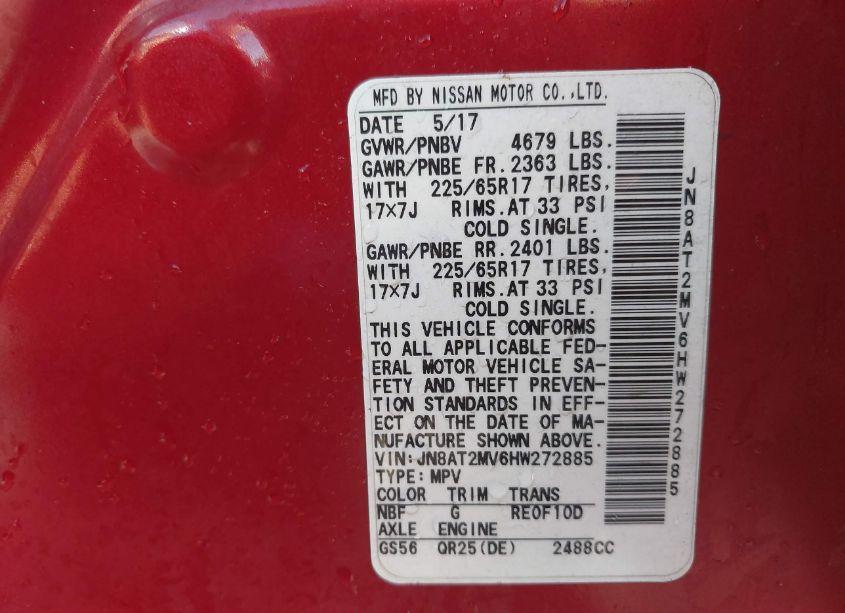 MFD BY NISSAN MOTOR CO.,LTD.
DATE 5/17
GVWR/PNBV 4679 LBS.
GAWR/PNBE FR. 2363 LBS.
WITH 225/65R17 TIRES,
17×7J RIMS.AT 33 PSI
COLD SINGLE.
GAWR/PNBE RR. 2401 LBS.
WITH 225/65R17 TIRES,
17×7J RIMS.AT 33 PSI
COLD SINGLE.
THIS VEHICLE CONFORMS
TO ALL APPLICABLE FED-
ERAL MOTOR VEHICLE SA-
FETY AND THEFT PREVEN-
TION STANDARDS IN EFF-
ECT ON THE DATE OF MA-
NUFACTURE SHOWN ABOVE.
VIN:JN8AT2MV6HW272885
TYPE:MPV
COLOR TRIM TRANS
NBF G RE0F10D
AXLE ENGINE
GS56 QR25(DE) 2488CC
JN8AT2MV6HW272885